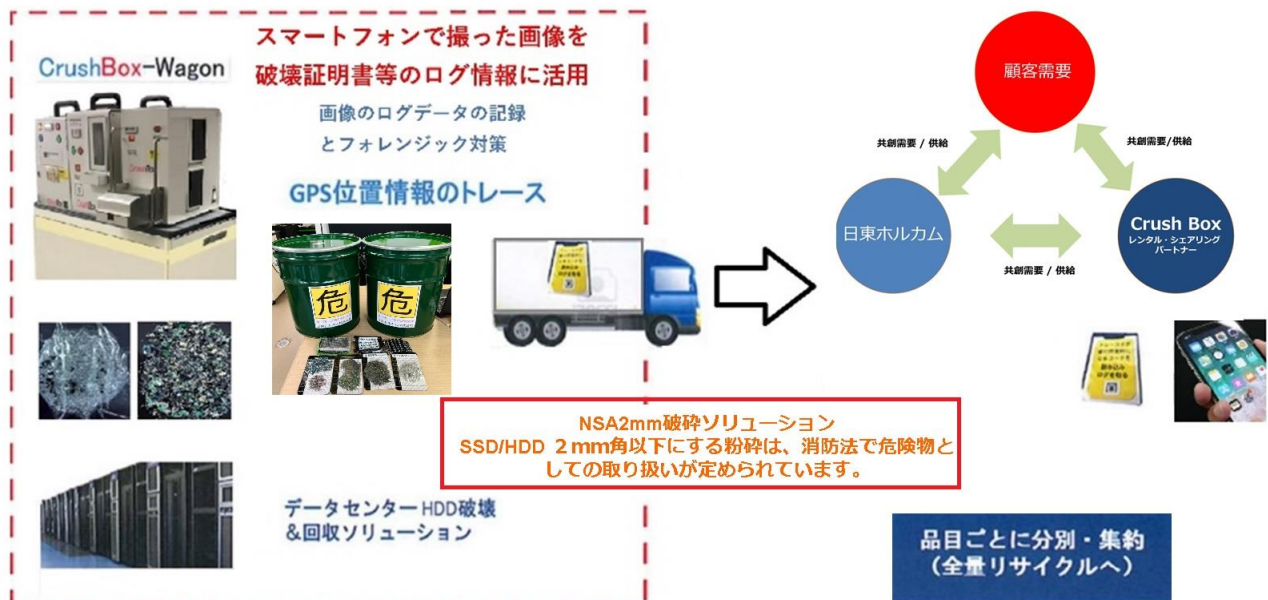 CrushBox-Wagon
スマートフォンで撮った画像を
破壊証明書等のログ情報に活用
画像のログデータの記録
とフォレンジック対策
GPS位置情報のトレース
危
危
NSA2mm破砕ソリューション
SSD/HDD ２mm角以下にする粉砕は、消防法で危険物と
しての取り扱いが定められています。
データセンターHDD破壊
&回収ソリューション
顧客需要
共創需要 / 供給
共創需要/供給
日東ホルカム
Crush Box
レンタル・シェアリング
パートナー
共創需要 / 供給
品目ごとに分別・集約
（全量リサイクルへ）